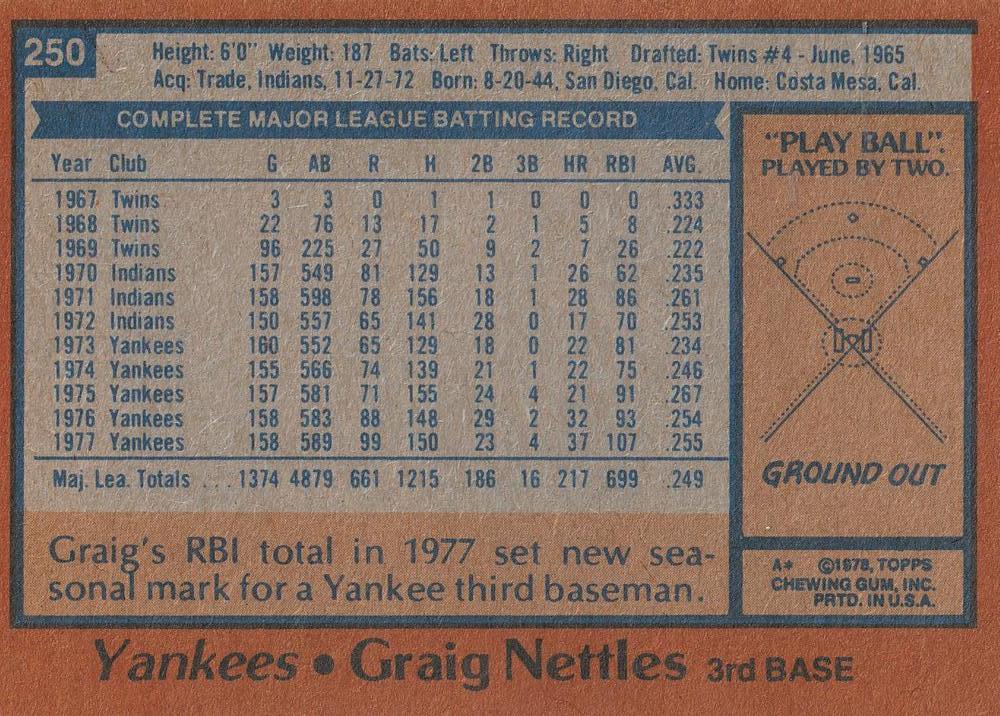 250
Height: 6'0" Weight: 187 Bats: Left Throws: Right Drafted: Twins #4 - June, 1965
Acq: Trade, Indians, 11-27-72 Born: 8-20-44, San Diego, Cal. Home: Costa Mesa, Cal.
COMPLETE MAJOR LEAGUE BATTING RECORD
Year Club G AB R H 2B 3B HR RBI AVG.
1967 Twins 3 3 0 1 1 0 0 0 .333
1968 Twins 22 76 13 17 2 1 5 8 .224
1969 Twins 96 225 27 50 9 2 7 26 .222
1970 Indians 157 549 81 129 13 1 26 62 .235
1971 Indians 158 598 78 156 18 1 28 86 .261
1972 Indians 150 557 65 141 28 0 17 70 .253
1973 Yankees 160 552 65 129 18 0 22 81 .234
1974 Yankees 155 566 74 139 21 1 22 75 .246
1975 Yankees 157 581 71 155 24 4 21 91 .267
1976 Yankees 158 583 88 148 29 2 32 93 .254
1977 Yankees 158 589 99 150 23 4 37 107 .255
Maj. Lea. Totals ... 1374 4879 661 1215 186 16 217 699 .249
Graig's RBI total in 1977 set new sea-
sonal mark for a Yankee third baseman.
"PLAY BALL".
PLAYED BY TWO.
GROUND OUT
A* ©1978, TOPPS
CHEWING GUM, INC.
PRTD. IN U.S.A.
Yankees • Graig Nettles 3rd BASE